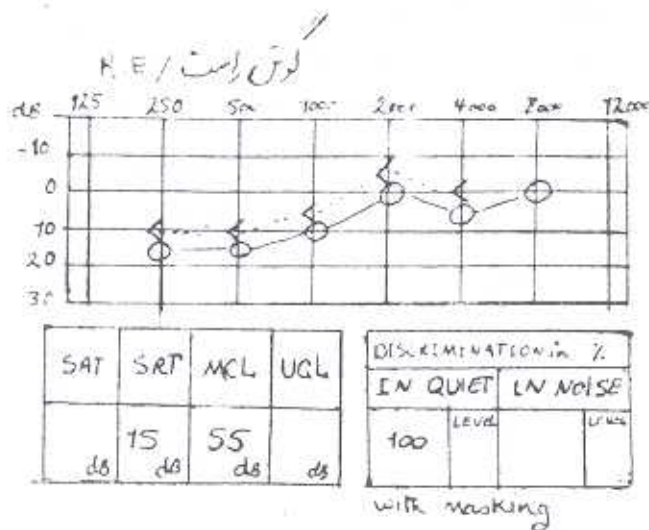 گوش راست / R.E
dB 125 250 500 1000 2000 4000 8000 12000
-10
0
10
20
30
SAT SRT MCL UCL
dB 15 dB 55 dB dB
DISCRIMINATION in %
IN QUIET IN NOISE
100 LEVEL LEVEL
with masking